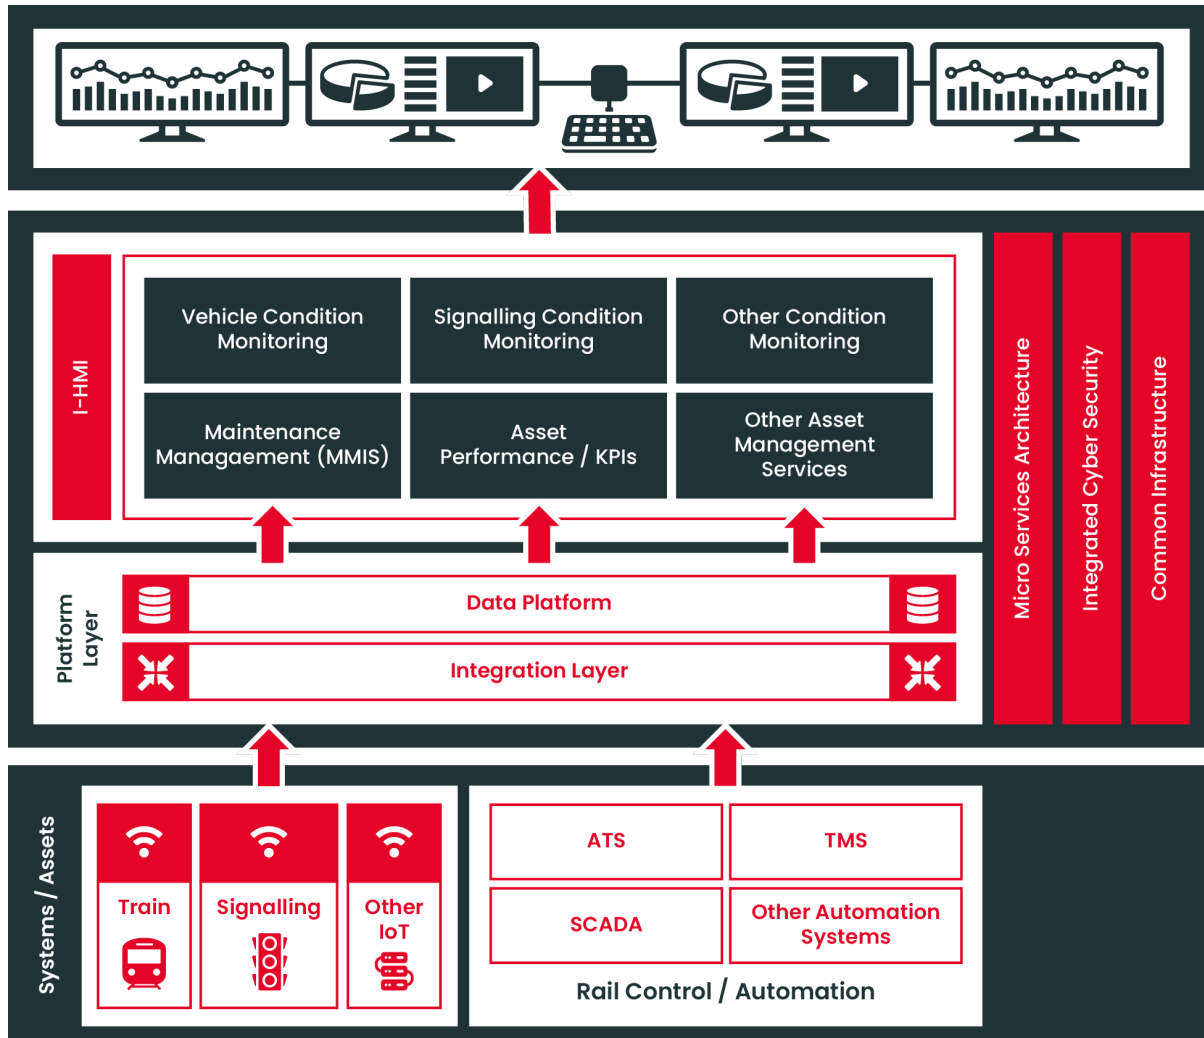 I-HMI
Vehicle Condition
Monitoring
Signalling Condition
Monitoring
Other Condition
Monitoring
Maintenance
Managaement (MMIS)
Asset
Performance / KPIs
Other Asset
Management
Services
Micro Services Architecture
Integrated Cyber Security
Common Infrastructure
Platform
Layer
Data Platform
Integration Layer
Systems / Assets
Train
Signalling
Other
IoT
ATS
TMS
SCADA
Other Automation
Systems
Rail Control / Automation